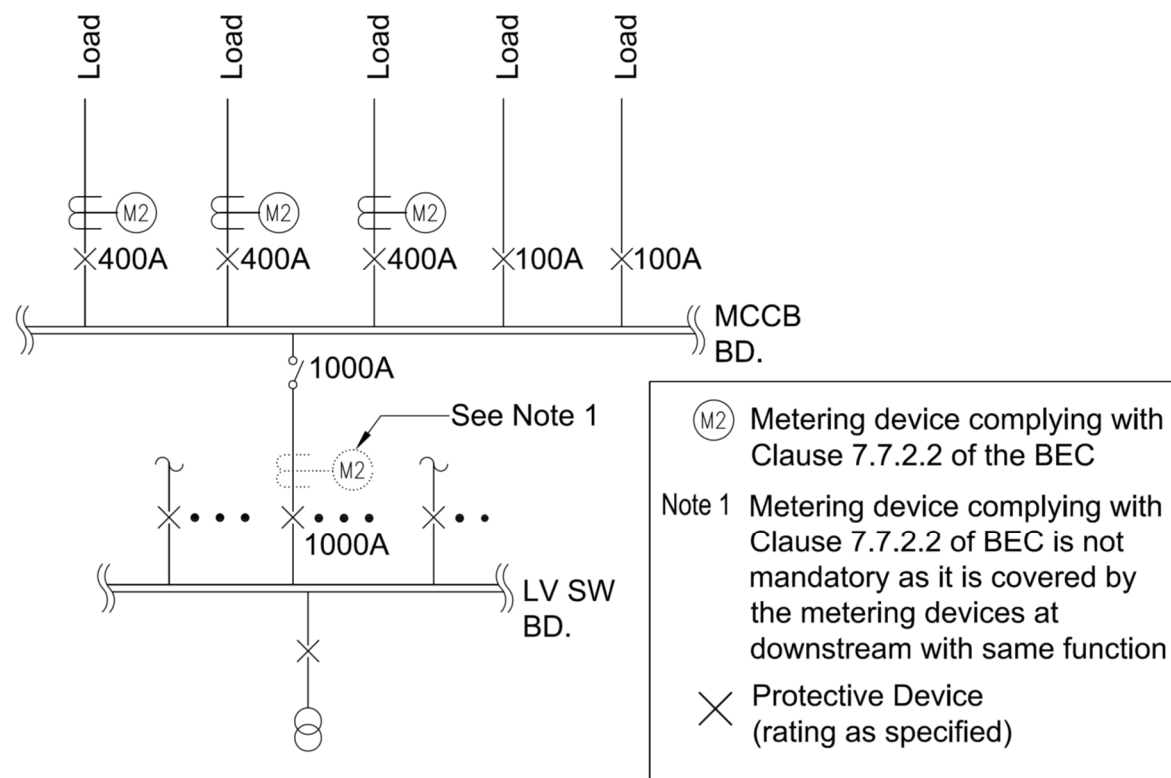 Load
Load
Load
Load
Load
M2
M2
M2
400A
400A
400A
100A
100A
MCCB
BD.
1000A
See Note 1
M2
1000A
LV SW
BD.
M2 Metering device complying with
Clause 7.7.2.2 of the BEC
Note 1 Metering device complying with
Clause 7.7.2.2 of BEC is not
mandatory as it is covered by
the metering devices at
downstream with same function
Protective Device
(rating as specified)